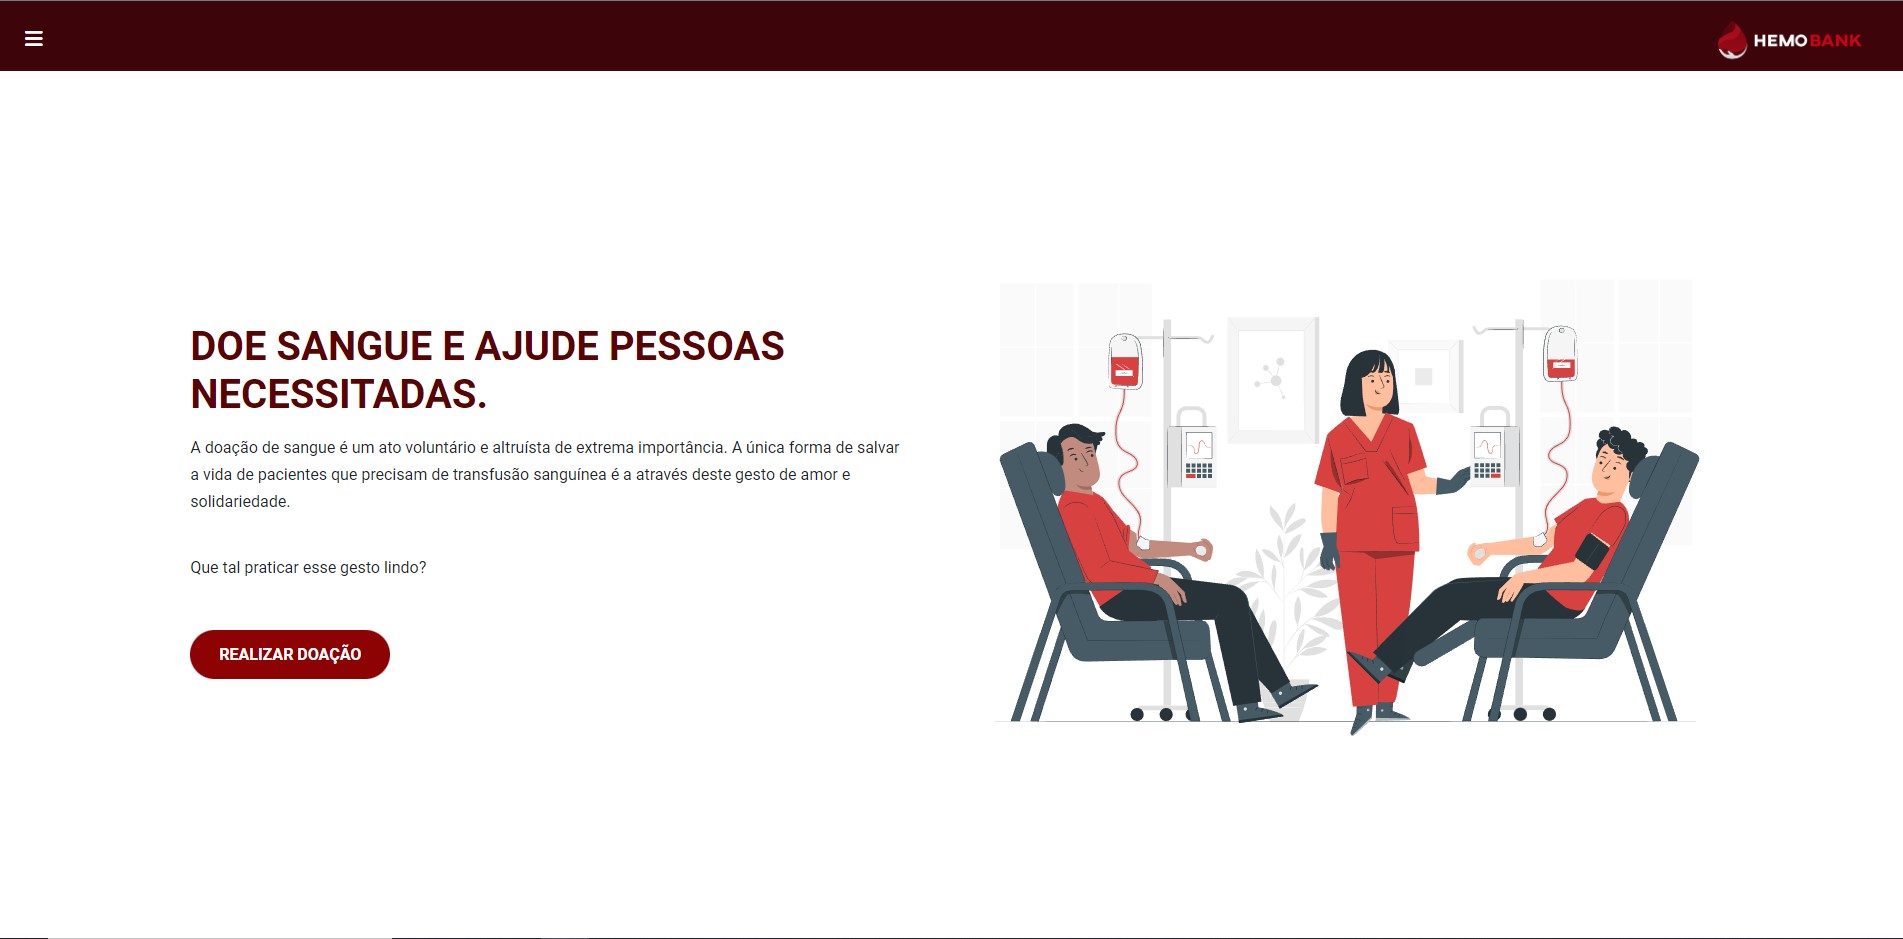 HEMOBANK
DOE SANGUE E AJUDE PESSOAS
NECESSITADAS.
A doação de sangue é um ato voluntário e altruísta de extrema importância. A única forma de salvar
a vida de pacientes que precisam de transfusão sanguínea é a através deste gesto de amor e
solidariedade.
Que tal praticar esse gesto lindo?
REALIZAR DOAÇÃO